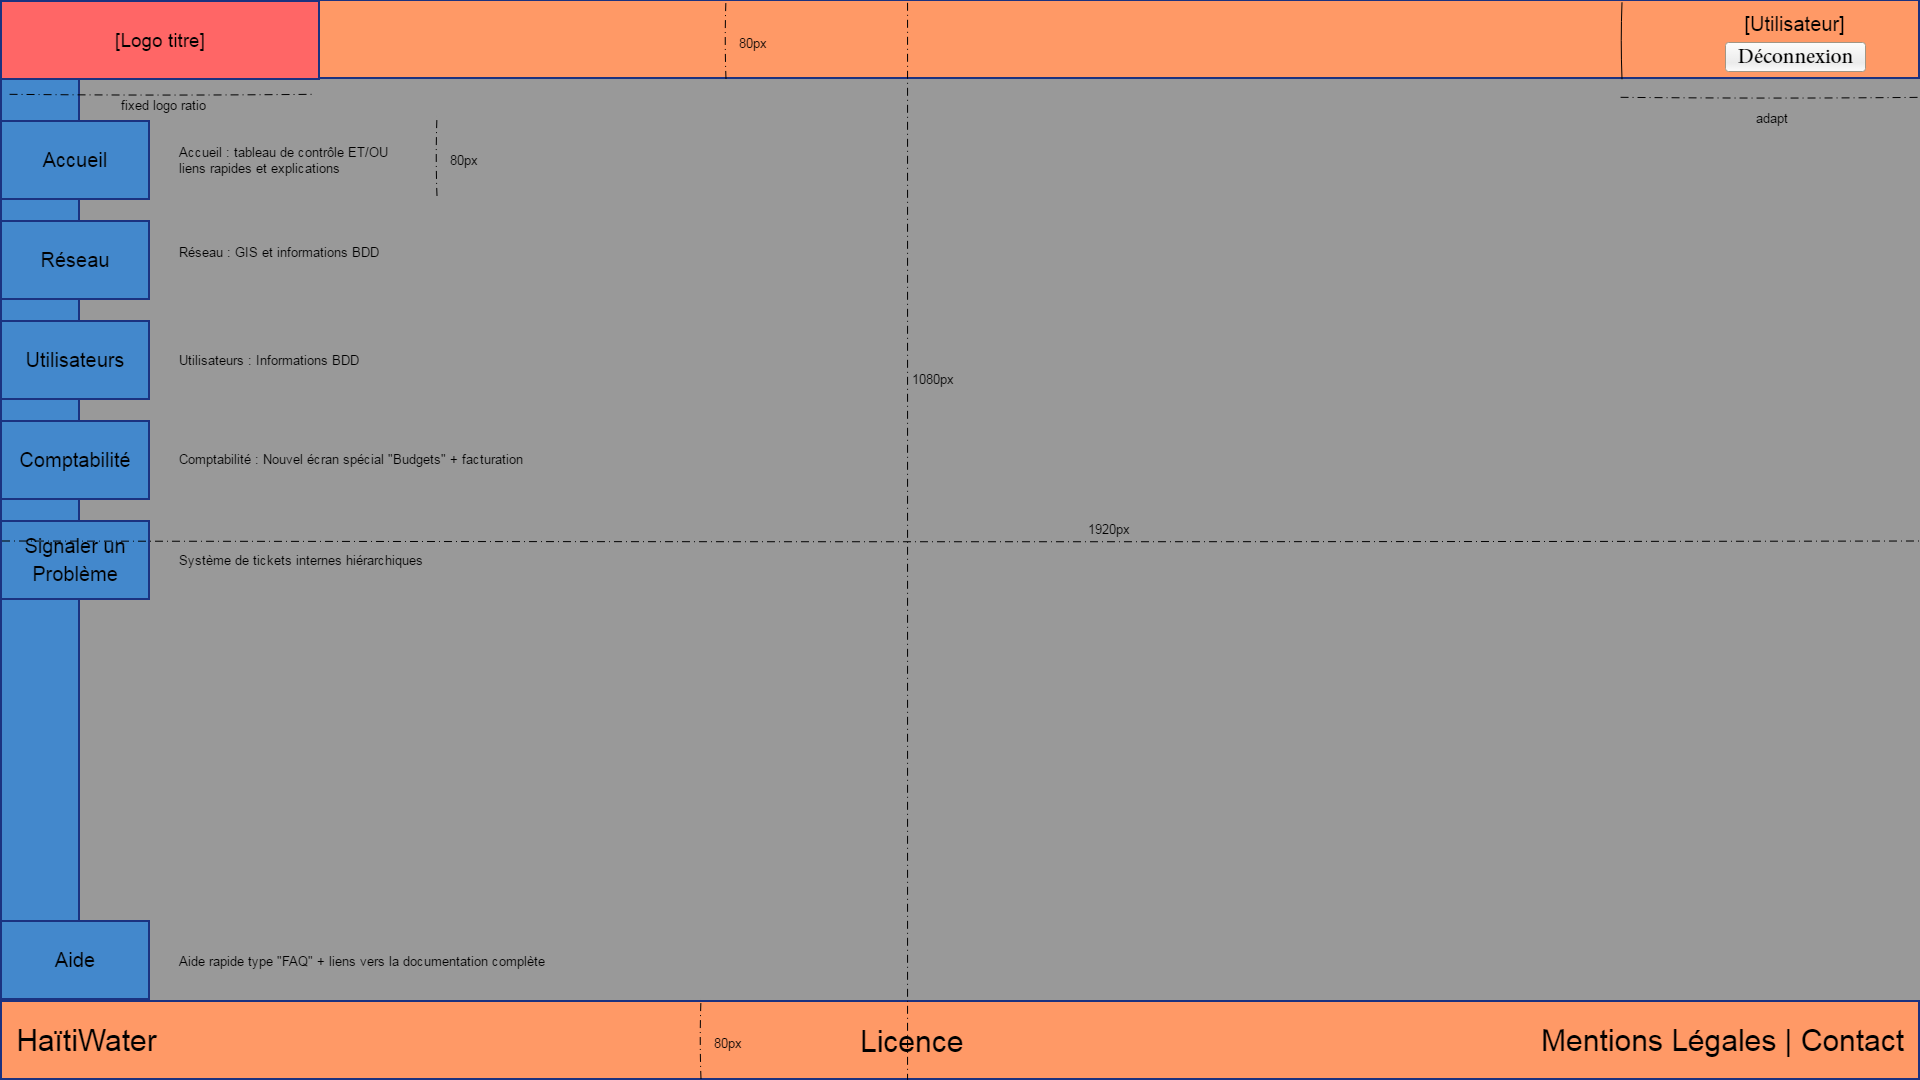 [Logo titre]
80px
[Utilisateur]
Déconnexion
fixed logo ratio
adapt
Accueil
Accueil : tableau de contrôle ET/OU
liens rapides et explications
80px
Réseau
Réseau : GIS et informations BDD
Utilisateurs
Utilisateurs : Informations BDD
1080px
Comptabilité
Comptabilité : Nouvel écran spécial "Budgets" + facturation
1920px
Signaler un
Problème
Système de tickets internes hiérarchiques
Aide
Aide rapide type "FAQ" + liens vers la documentation complète
HaïtiWater
80px
Licence
Mentions Légales | Contact